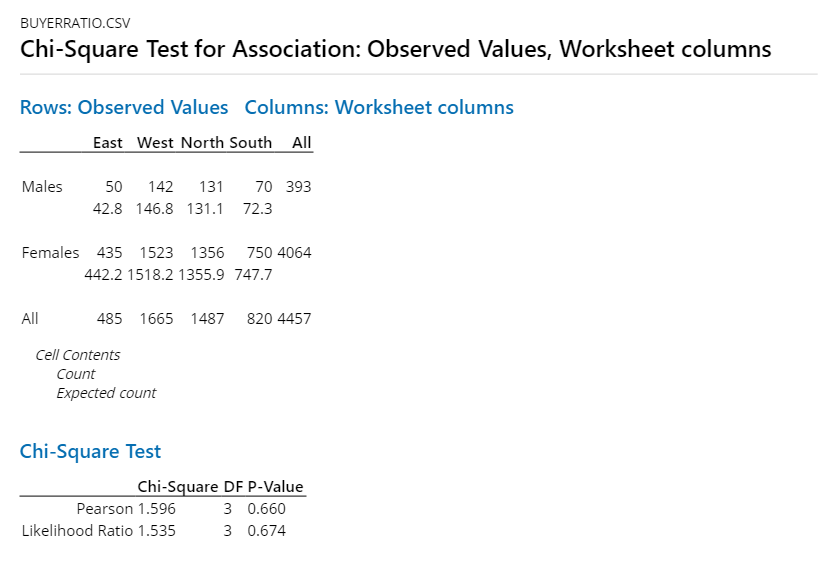 BUYERRATIO.CSV
Chi-Square Test for Association: Observed Values, Worksheet columns
Rows: Observed Values Columns: Worksheet columns
East West North South All
Males 50 142 131 70 393
42.8 146.8 131.1 72.3
Females 435 1523 1356 750 4064
442.2 1518.2 1355.9 747.7
All 485 1665 1487 820 4457
Cell Contents
Count
Expected count
Chi-Square Test
Chi-Square DF P-Value
Pearson 1.596 3 0.660
Likelihood Ratio 1.535 3 0.674